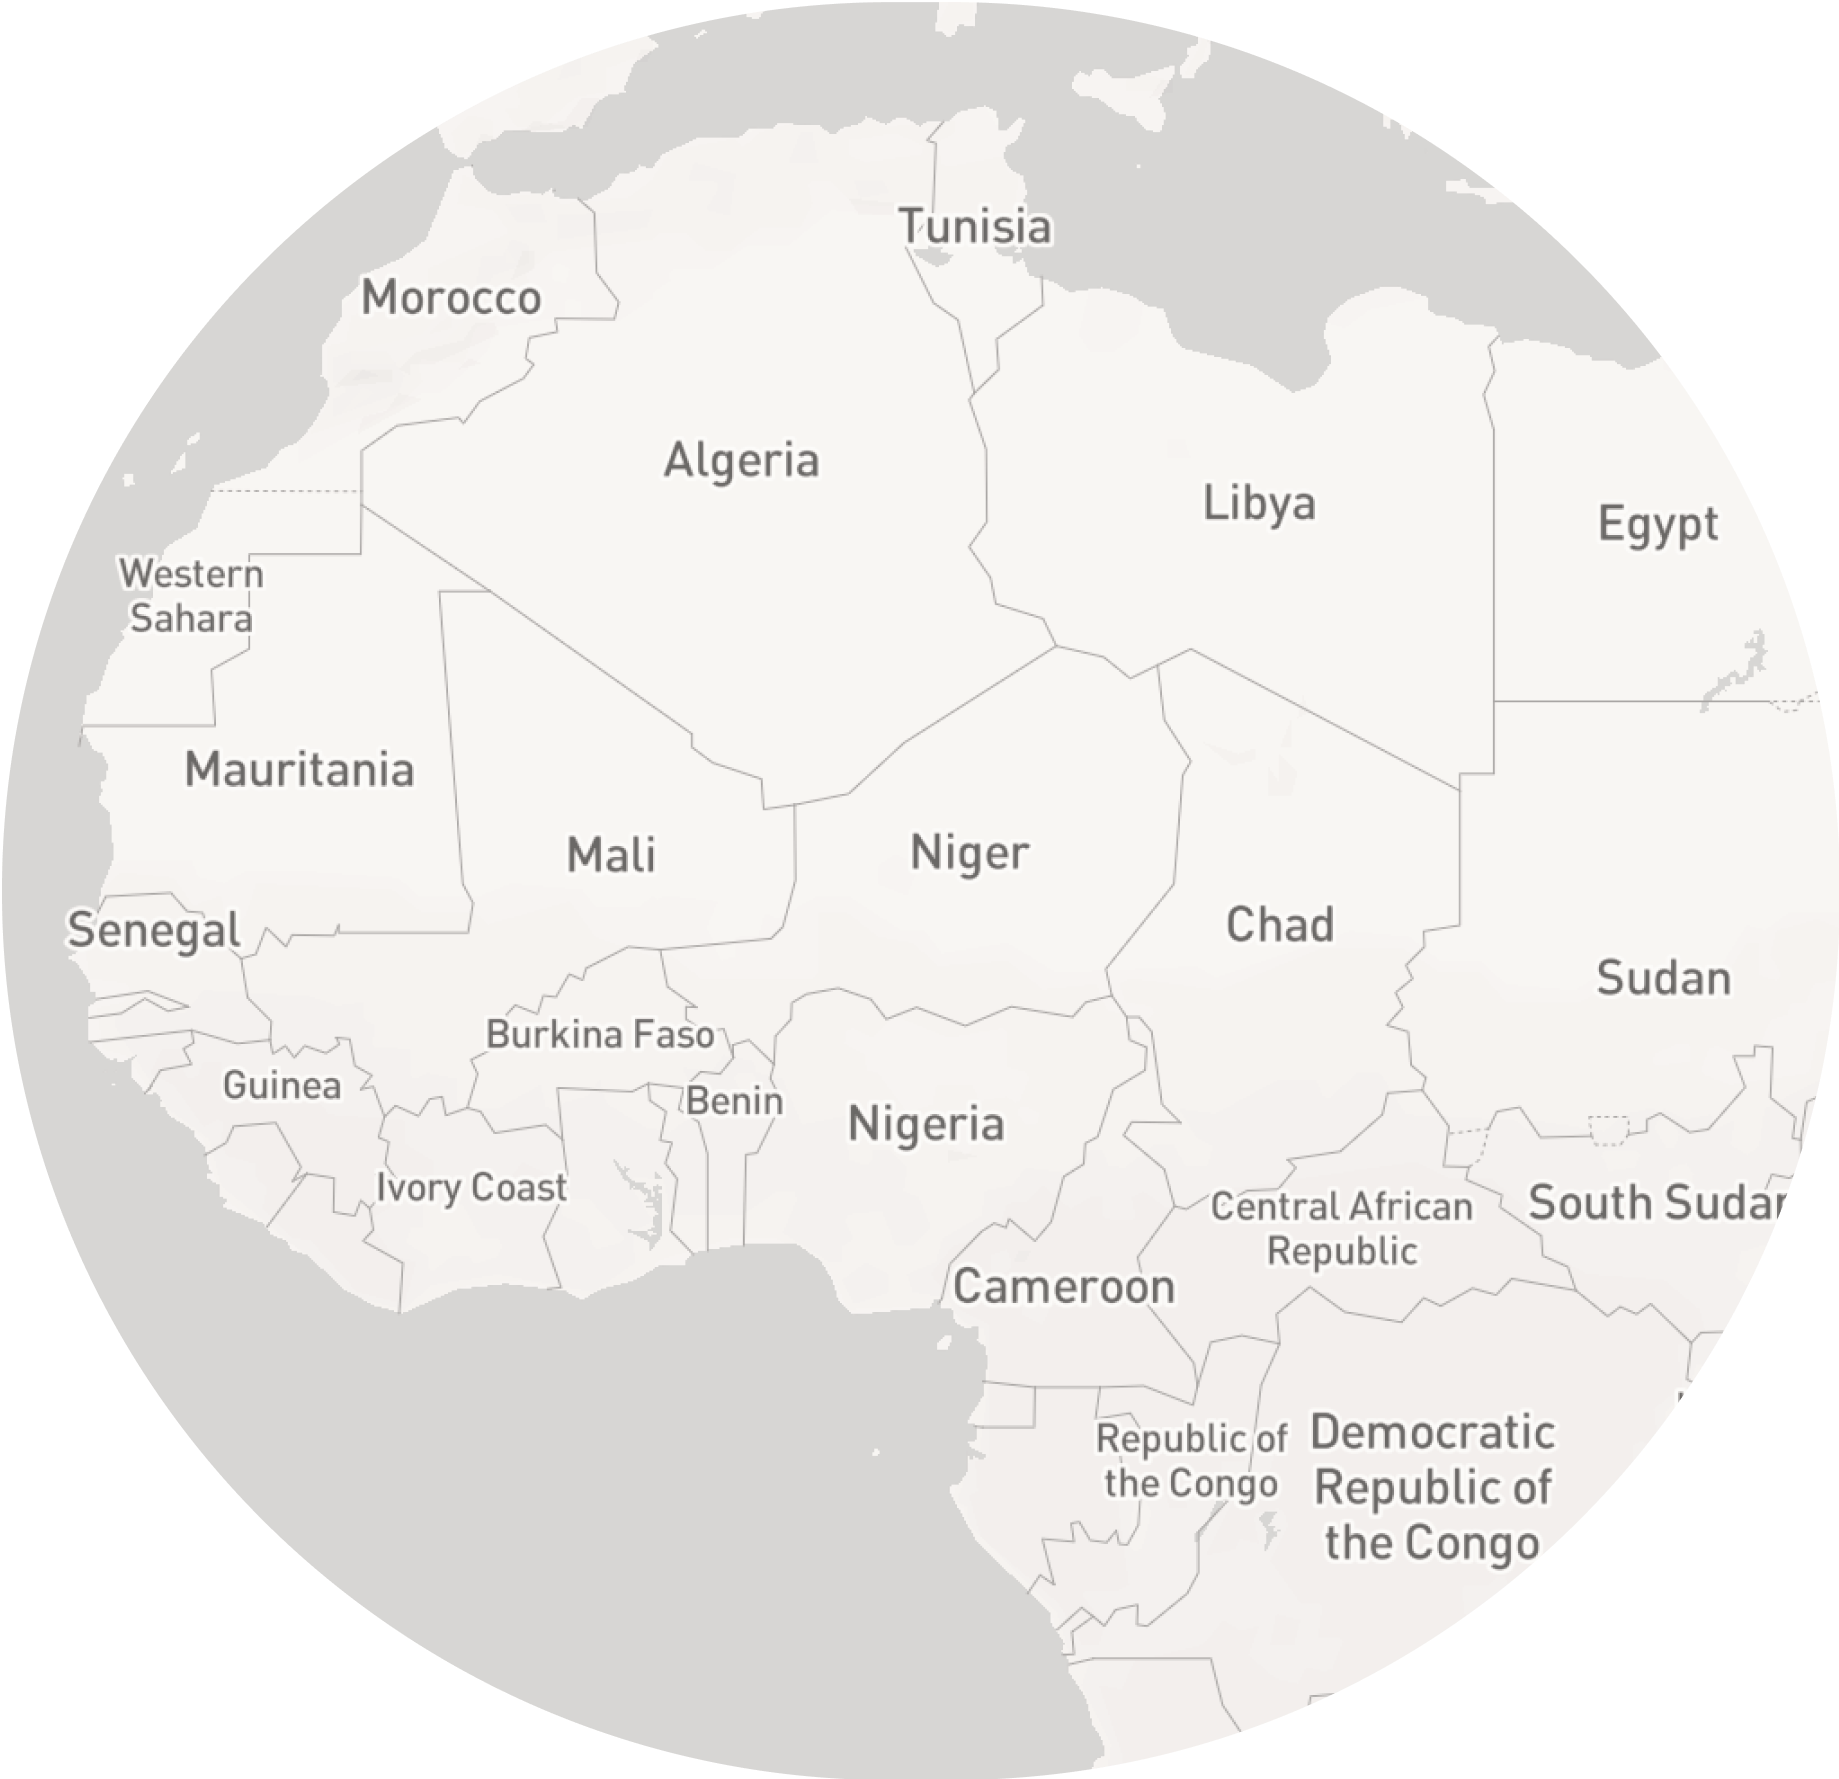 Tunisia
Morocco
Algeria
Libya
Egypt
Western
Sahara
Mauritania
Mali
Niger
Chad
Senegal
Sudan
Burkina Faso
Guinea
Benin
Nigeria
Ivory Coast
Central African
Republic
South Sudan
Cameroon
Republic of
the Congo
Democratic
Republic of
the Congo